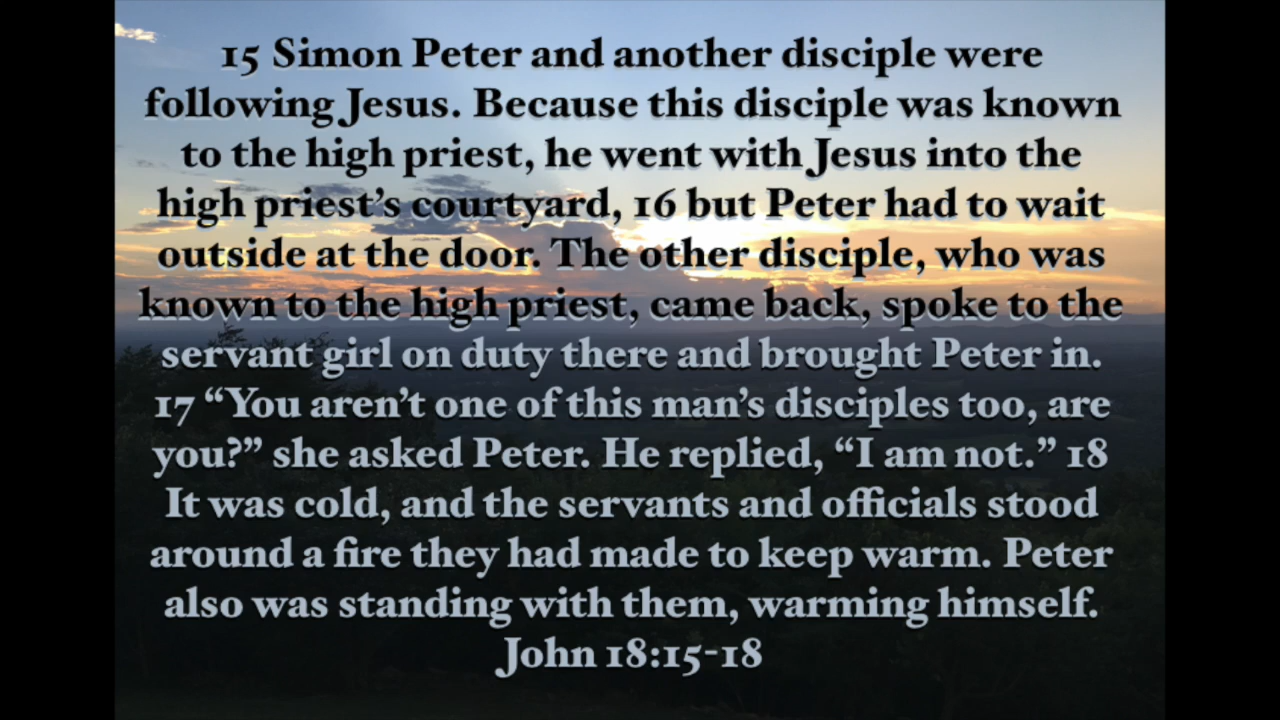 15 Simon Peter and another disciple were
following Jesus. Because this disciple was known
to the high priest, he went with Jesus into the
high priest’s courtyard, 16 but Peter had to wait
outside at the door. The other disciple, who was
known to the high priest, came back, spoke to the
servant girl on duty there and brought Peter in.
17 “You aren’t one of this man’s disciples too, are
you?” she asked Peter. He replied, “I am not.” 18
It was cold, and the servants and officials stood
around a fire they had made to keep warm. Peter
also was standing with them, warming himself.
John 18:15-18